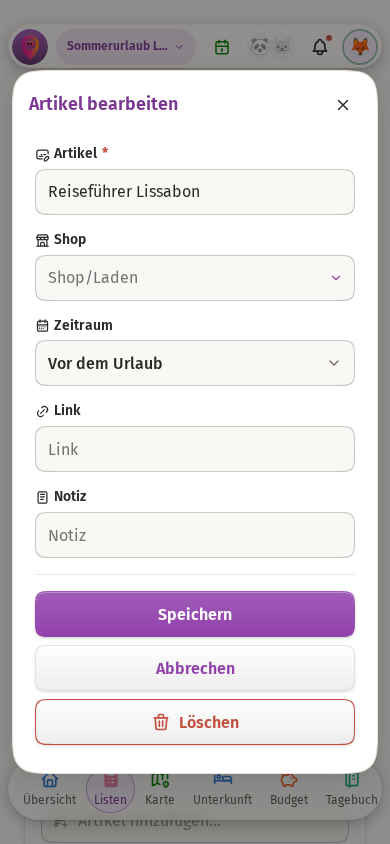 Sommerurlaub L...
Artikel bearbeiten
Artikel *
Reiseführer Lissabon
Shop
Shop/Laden
Zeitraum
Vor dem Urlaub
Link
Link
Notiz
Notiz
Speichern
Abbrechen
Löschen
Übersicht Listen Karte Unterkunft Budget Tagebuch
Artikel hinzufügen...